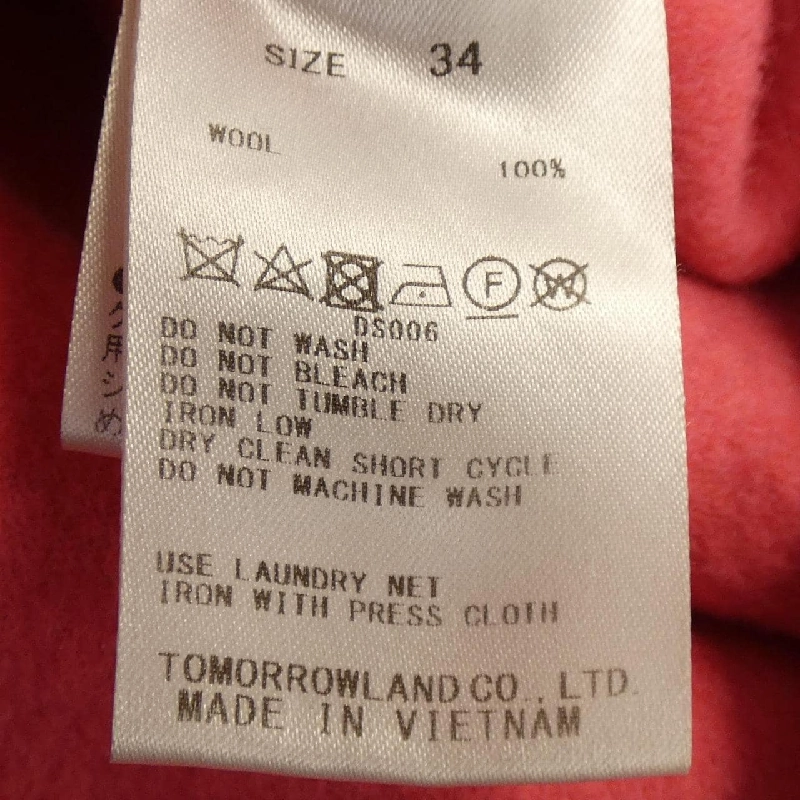 SIZE 34
WOOL
100%
F W
DS006
DO NOT WASH
DO NOT BLEACH
DO NOT TUMBLE DRY
IRON LOW
DRY CLEAN SHORT CYCLE
DO NOT MACHINE WASH
USE LAUNDRY NET
IRON WITH PRESS CLOTH
TOMORROWLAND CO., LTD.
MADE IN VIETNAM